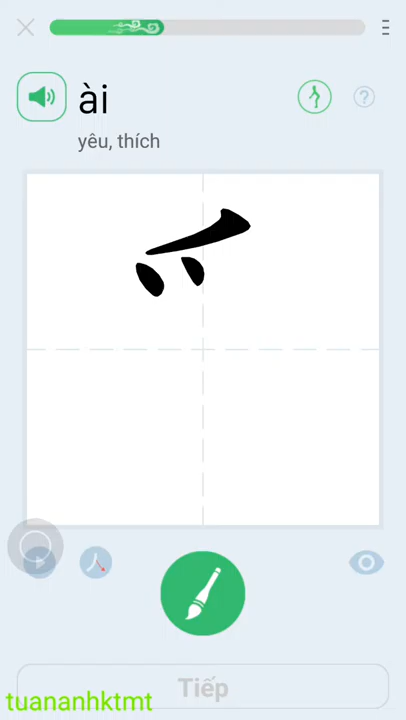 ài
?
yêu, thích
Tiếp
tuananhktmt